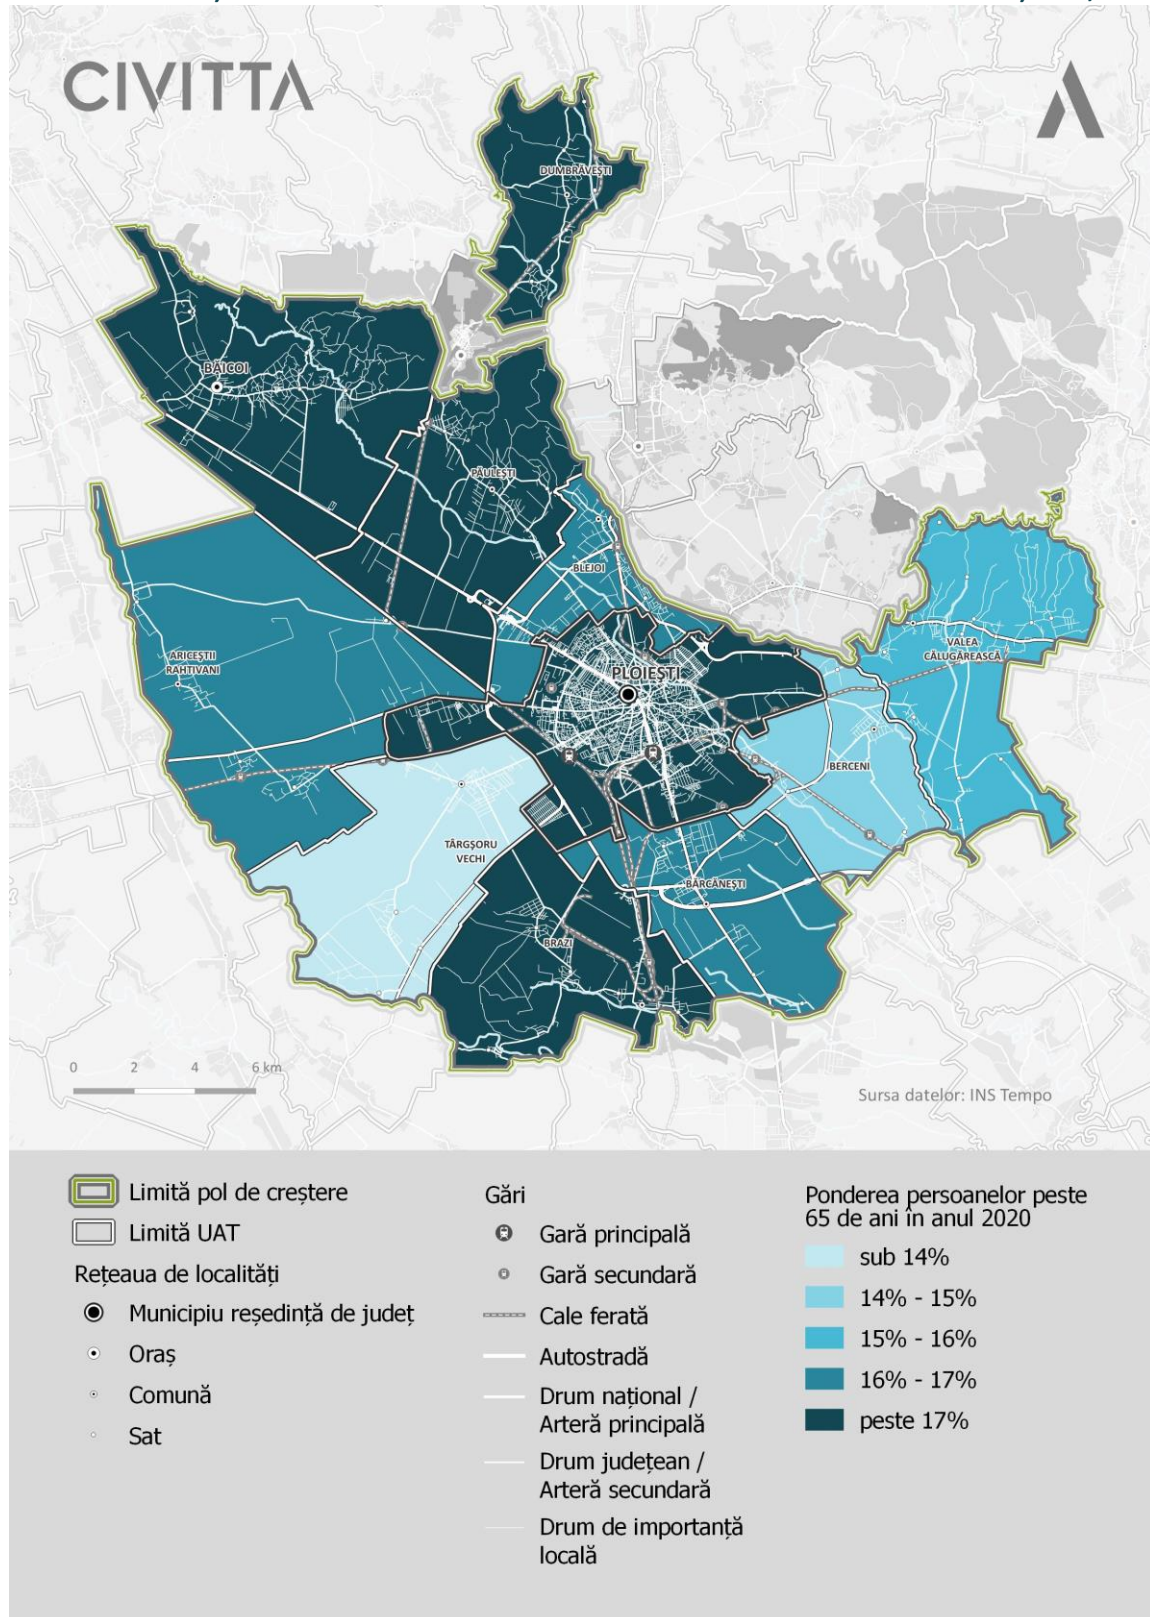 CIVITTA
DUMBRĂVEȘTI
BĂICOI
PĂULEȘTI
BLEJOI
VALEA
CĂLUGĂREASCĂ
ARICEȘTII
RAHTIVANI
PLOIEȘTI
BERCENI
TÂRGȘORU
VECHI
BĂRCĂNEȘTI
BRAZI
0 2 4 6 km
Sursa datelor: INS Tempo
Limită pol de creștere
Limită UAT
Rețeaua de localități
Municipiu reședință de județ
Oraș
Comună
Sat
Gări
Gară principală
Gară secundară
Cale ferată
Autostradă
Drum național /
Arteră principală
Drum județean /
Arteră secundară
Drum de importanță
locală
Ponderea persoanelor peste
65 de ani în anul 2020
sub 14%
14% - 15%
15% - 16%
16% - 17%
peste 17%